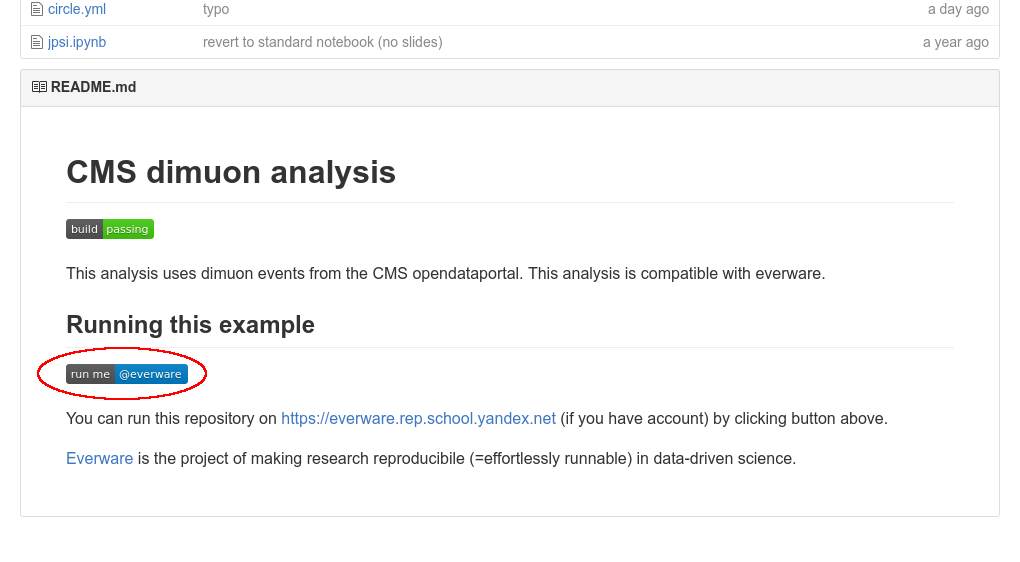 circle.yml typo a day ago
jpsi.ipynb revert to standard notebook (no slides) a year ago
README.md
CMS dimuon analysis
build passing
This analysis uses dimuon events from the CMS opendataportal. This analysis is compatible with everware.
Running this example
run me @everware
You can run this repository on https://everware.rep.school.yandex.net (if you have account) by clicking button above.
Everware is the project of making research reproducibile (=effortlessly runnable) in data-driven science.